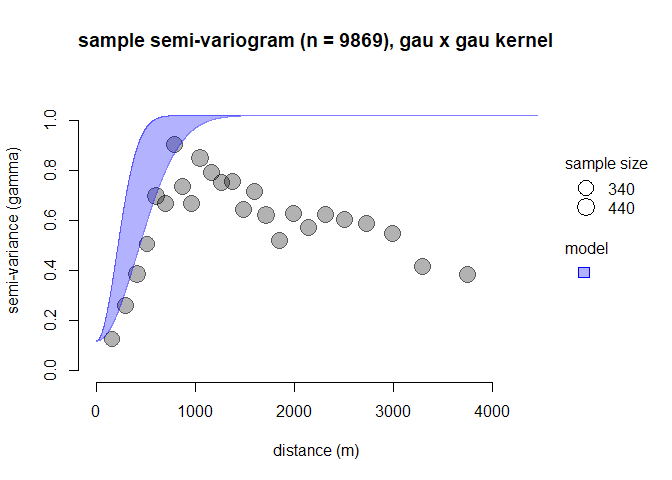 sample semi-variogram (n = 9869), gau x gau kernel
semi-variance (gamma)
1.0
0.8
0.6
0.4
0.2
0.0
0
1000
2000
3000
4000
distance (m)
sample size
340
440
model